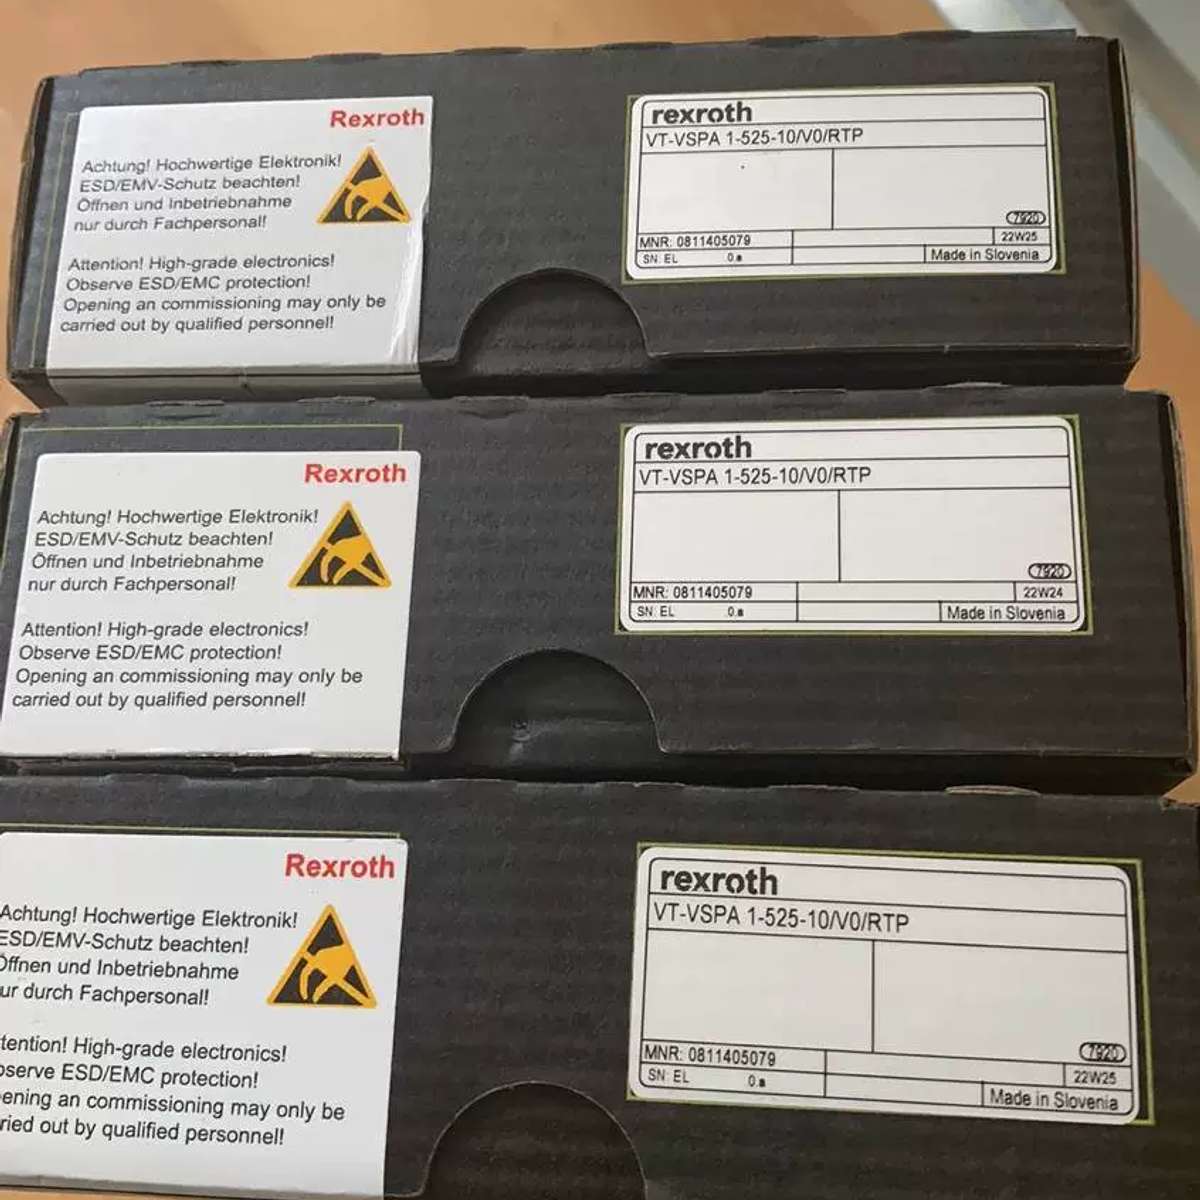 Rexroth
Achtung! Hochwertige Elektronik!
ESD/EMV-Schutz beachten!
Öffnen und Inbetriebnahme
nur durch Fachpersonal!
Attention! High-grade electronics!
Observe ESD/EMC protection!
Opening an commissioning may only be
carried out by qualified personnel!
rexroth
VT-VSPA 1-525-10/V0/RTP
7920
MNR: 0811405079
22W25
SN: EL
Made in Slovenia
Rexroth
Achtung! Hochwertige Elektronik!
ESD/EMV-Schutz beachten!
Öffnen und Inbetriebnahme
nur durch Fachpersonal!
Attention! High-grade electronics!
Observe ESD/EMC protection!
Opening an commissioning may only be
carried out by qualified personnel!
rexroth
VT-VSPA 1-525-10/V0/RTP
7920
MNR: 0811405079
22W24
SN: EL
Made in Slovenia
Rexroth
Achtung! Hochwertige Elektronik!
ESD/EMV-Schutz beachten!
Öffnen und Inbetriebnahme
ur durch Fachpersonal!
tention! High-grade electronics!
bserve ESD/EMC protection!
ening an commissioning may only be
ried out by qualified personnel!
rexroth
VT-VSPA 1-525-10/V0/RTP
7920
MNR: 0811405079
22W25
SN: EL
Made in Slovenia